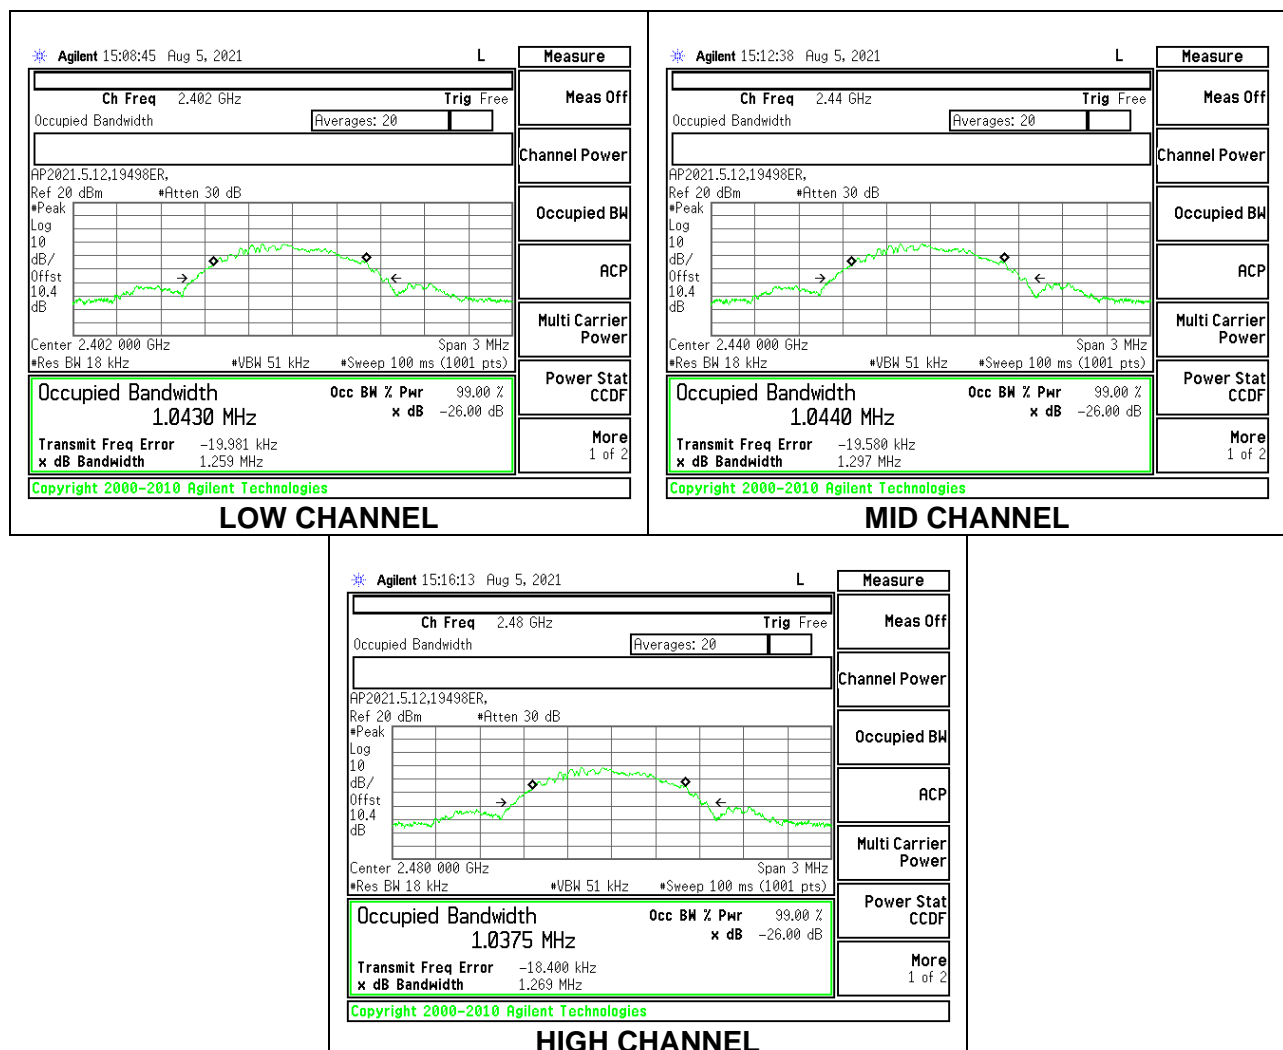 Agilent 15:08:45 Aug 5, 2021 L Measure
Ch Freq 2.402 GHz Trig Free
Meas Off
Occupied Bandwidth Averages: 20
Channel Power
AP2021.5.12,19498ER,
Ref 20 dBm #Atten 30 dB
#Peak
Log
10
dB/
Offst
10.4
dB
Occupied BW
ACP
Multi Carrier
Power
Center 2.402 000 GHz Span 3 MHz
#Res BW 18 kHz #VBW 51 kHz #Sweep 100 ms (1001 pts)
Power Stat
CCDF
Occupied Bandwidth Occ BW % Pwr 99.00 %
1.0430 MHz x dB -26.00 dB
Transmit Freq Error -19.981 kHz
x dB Bandwidth 1.259 MHz
More
1 of 2
Copyright 2000-2010 Agilent Technologies
LOW CHANNEL
Agilent 15:12:38 Aug 5, 2021 L Measure
Ch Freq 2.44 GHz Trig Free
Meas Off
Occupied Bandwidth Averages: 20
Channel Power
AP2021.5.12,19498ER,
Ref 20 dBm #Atten 30 dB
#Peak
Log
10
dB/
Offst
10.4
dB
Occupied BW
ACP
Multi Carrier
Power
Center 2.440 000 GHz Span 3 MHz
#Res BW 18 kHz #VBW 51 kHz #Sweep 100 ms (1001 pts)
Power Stat
CCDF
Occupied Bandwidth Occ BW % Pwr 99.00 %
1.0440 MHz x dB -26.00 dB
Transmit Freq Error -19.580 kHz
x dB Bandwidth 1.297 MHz
More
1 of 2
Copyright 2000-2010 Agilent Technologies
MID CHANNEL
Agilent 15:16:13 Aug 5, 2021 L Measure
Ch Freq 2.48 GHz Trig Free
Meas Off
Occupied Bandwidth Averages: 20
Channel Power
AP2021.5.12,19498ER,
Ref 20 dBm #Atten 30 dB
#Peak
Log
10
dB/
Offst
10.4
dB
Occupied BW
ACP
Multi Carrier
Power
Center 2.480 000 GHz Span 3 MHz
#Res BW 18 kHz #VBW 51 kHz #Sweep 100 ms (1001 pts)
Power Stat
CCDF
Occupied Bandwidth Occ BW % Pwr 99.00 %
1.0375 MHz x dB -26.00 dB
Transmit Freq Error -18.400 kHz
x dB Bandwidth 1.269 MHz
More
1 of 2
Copyright 2000-2010 Agilent Technologies
HIGH CHANNEL